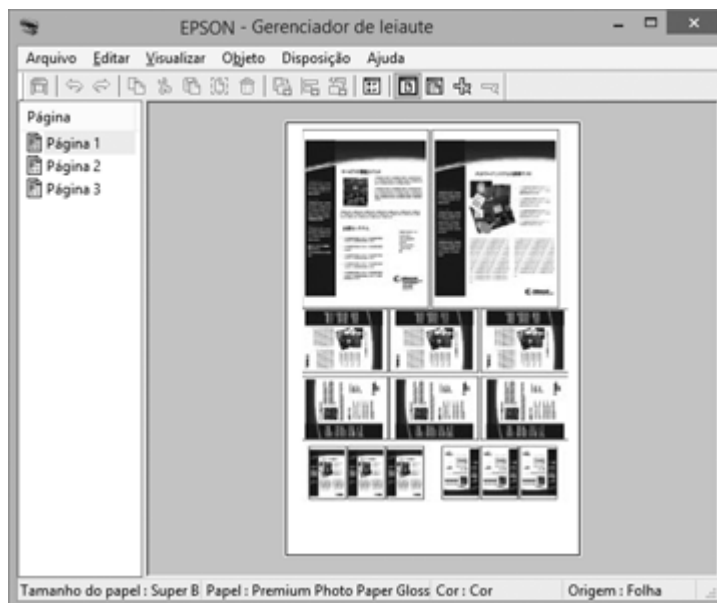 EPSON - Gerenciador de leiaute
Arquivo Editar Visualizar Objeto Disposição Ajuda
Página
Página 1
Página 2
Página 3
Tamanho do papel : Super B Papel : Premium Photo Paper Gloss Cor : Cor Origem : Folha